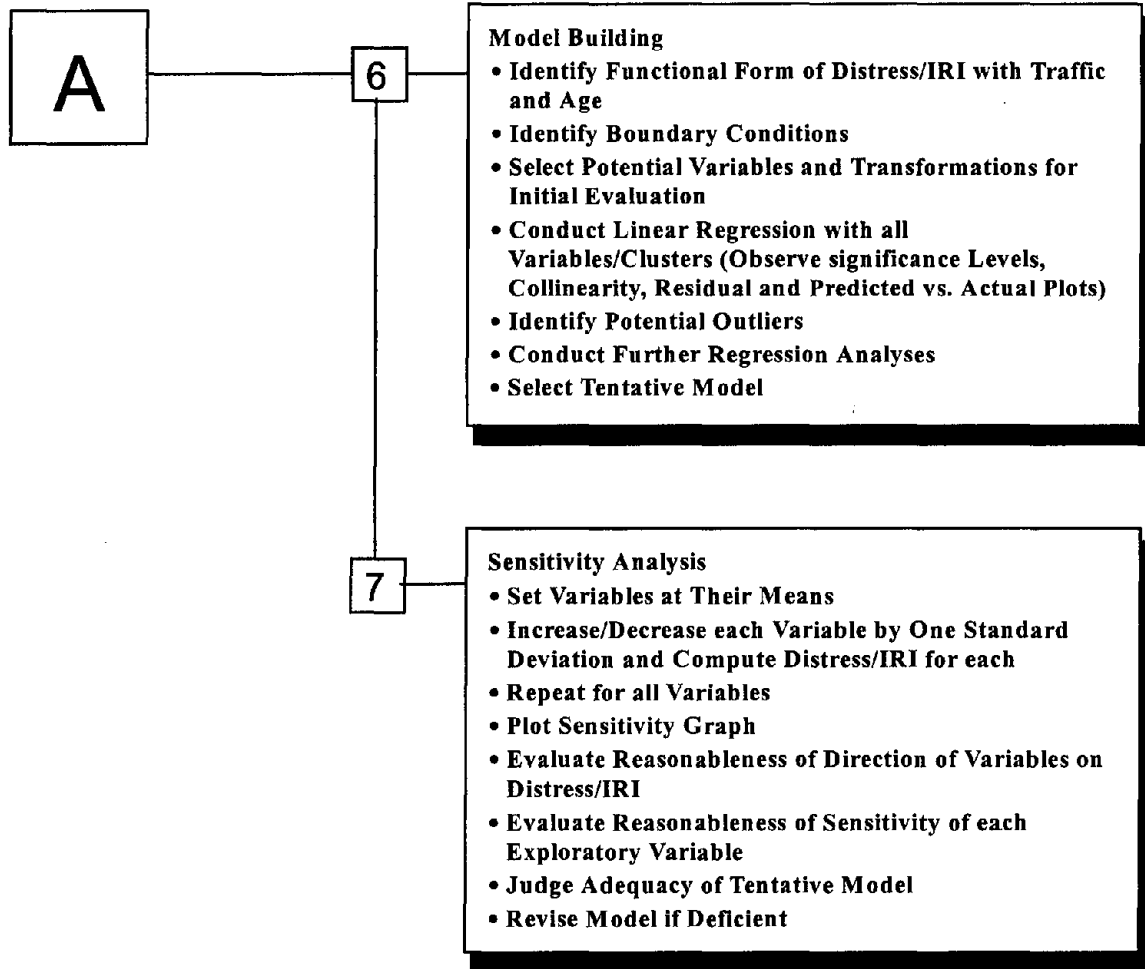 A
6
Model Building
• Identify Functional Form of Distress/IRI with Traffic
and Age
• Identify Boundary Conditions
• Select Potential Variables and Transformations for
Initial Evaluation
• Conduct Linear Regression with all
Variables/Clusters (Observe significance Levels,
Collinearity, Residual and Predicted vs. Actual Plots)
• Identify Potential Outliers
• Conduct Further Regression Analyses
• Select Tentative Model
7
Sensitivity Analysis
• Set Variables at Their Means
• Increase/Decrease each Variable by One Standard
Deviation and Compute Distress/IRI for each
• Repeat for all Variables
• Plot Sensitivity Graph
• Evaluate Reasonableness of Direction of Variables on
Distress/IRI
• Evaluate Reasonableness of Sensitivity of each
Exploratory Variable
• Judge Adequacy of Tentative Model
• Revise Model if Deficient